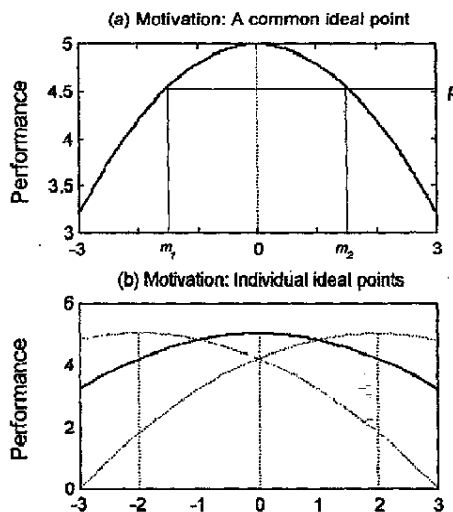 (a) Motivation: A common ideal point
Performance
5
4.5
4
3.5
3
-3 m₁ 0 m₂ 3
(b) Motivation: Individual ideal points
Performance
6
4
2
0
-3 -2 -1 0 1 2 3